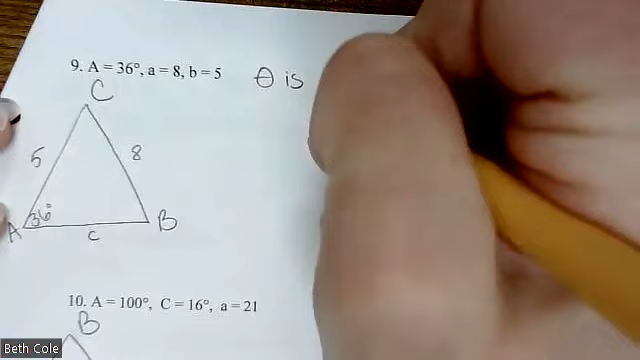 9. A = 36°, a = 8, b = 5
θ is
C
5
8
36°
A
B
c
10. A = 100°, C = 16°, a = 21
B
Beth Cole